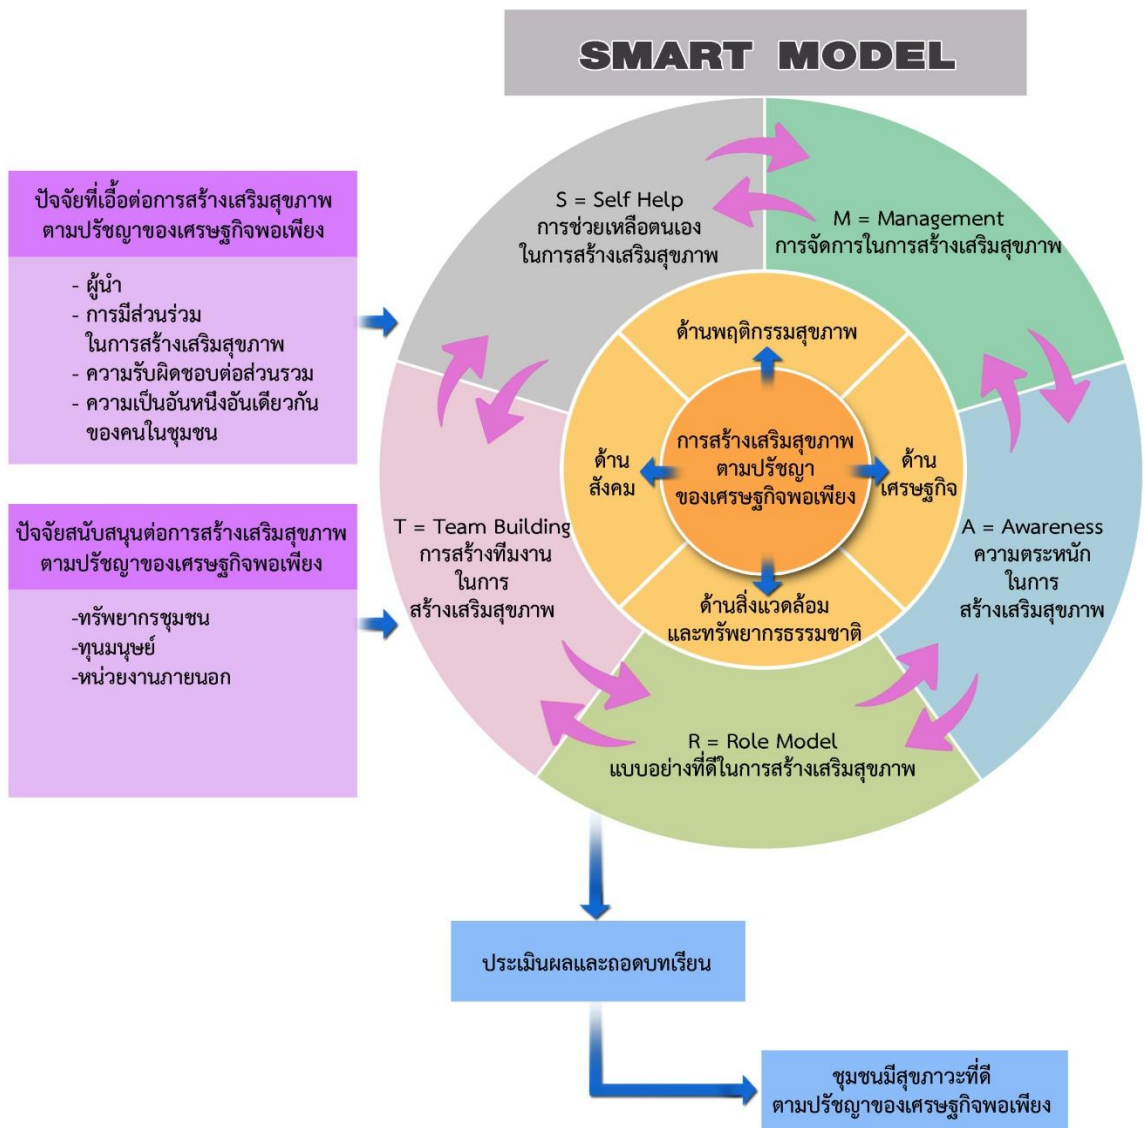 SMART MODEL
ปัจจัยที่เอื้อต่อการสร้างเสริมสุขภาพ
ตามปรัชญาของเศรษฐกิจพอเพียง
- ผู้นำ
- การมีส่วนร่วม
ในการสร้างเสริมสุขภาพ
- ความรับผิดชอบต่อส่วนรวม
- ความเป็นอันหนึ่งอันเดียวกัน
ของคนในชุมชน
ปัจจัยสนับสนุนต่อการสร้างเสริมสุขภาพ
ตามปรัชญาของเศรษฐกิจพอเพียง
-ทรัพยากรชุมชน
-ทุนมนุษย์
-หน่วยงานภายนอก
S = Self Help
การช่วยเหลือตนเอง
ในการสร้างเสริมสุขภาพ
M = Management
การจัดการในการสร้างเสริมสุขภาพ
A = Awareness
ความตระหนัก
ในการ
สร้างเสริมสุขภาพ
R = Role Model
แบบอย่างที่ดีในการสร้างเสริมสุขภาพ
T = Team Building
การสร้างทีมงาน
ในการ
สร้างเสริมสุขภาพ
ด้านพฤติกรรมสุขภาพ
ด้าน
สังคม
การสร้างเสริมสุขภาพ
ตามปรัชญา
ของเศรษฐกิจพอเพียง
ด้าน
เศรษฐกิจ
ด้านสิ่งแวดล้อม
และทรัพยากรธรรมชาติ
ประเมินผลและถอดบทเรียน
ชุมชนมีสุขภาวะที่ดี
ตามปรัชญาของเศรษฐกิจพอเพียง